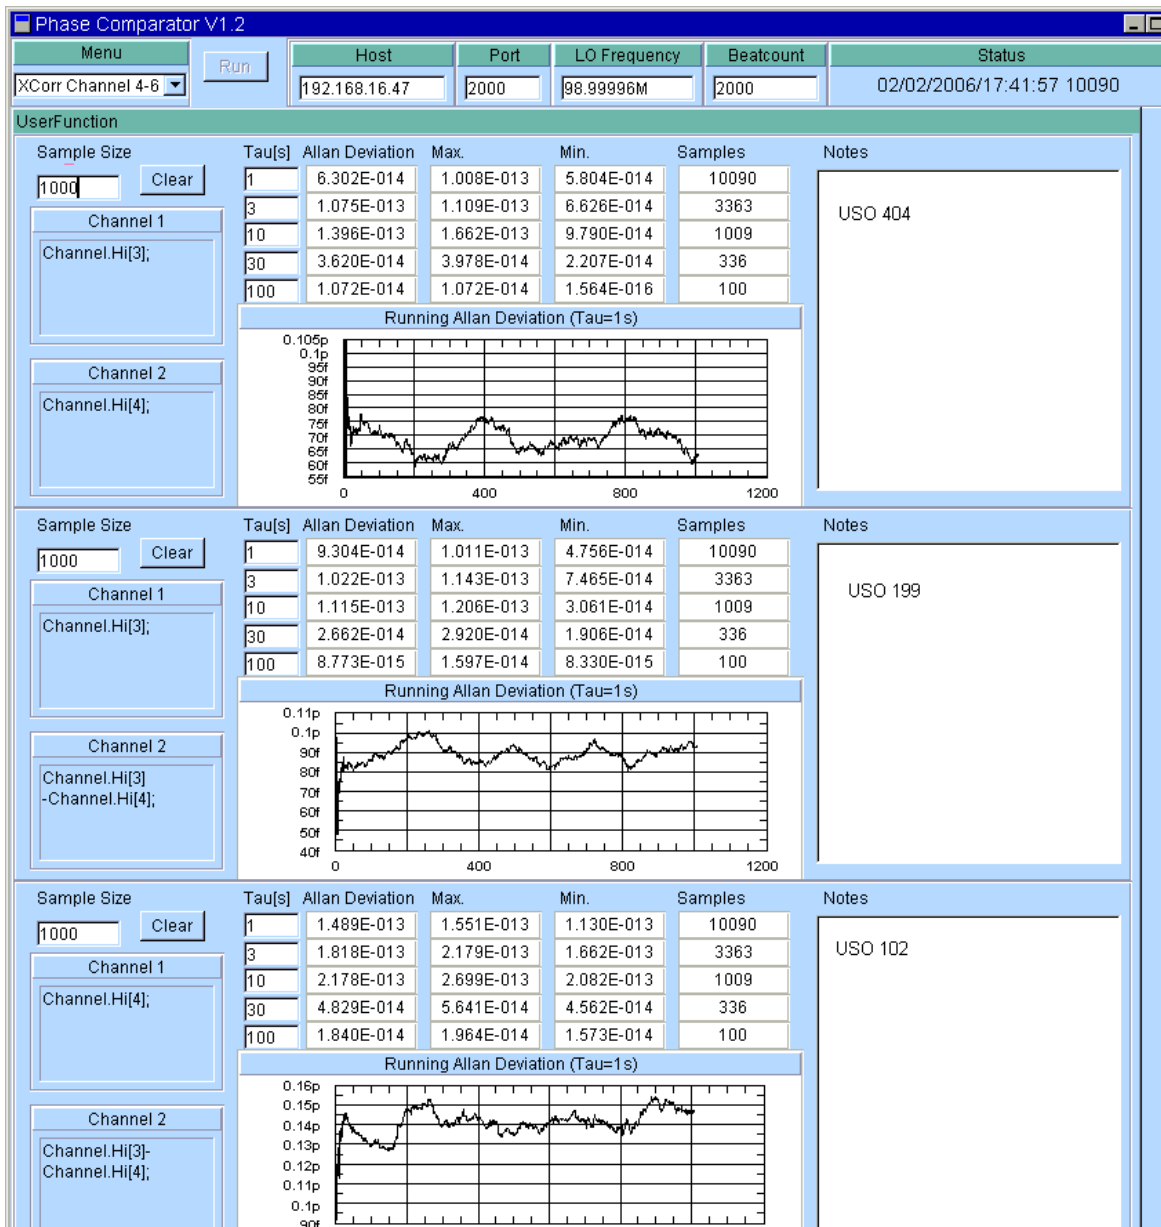 Phase Comparator V1.2
Menu
Run
Host Port LO Frequency Beatcount Status
XCorr Channel 4-6 192.168.16.47 2000 98.99996M 2000 02/02/2006/17:41:57 10090
UserFunction
Sample Size Tau[s] Allan Deviation Max. Min. Samples Notes
1000 Clear
1 6.302E-014 1.008E-013 5.804E-014 10090
3 1.075E-013 1.109E-013 6.626E-014 3363
10 1.396E-013 1.662E-013 9.790E-014 1009
30 3.620E-014 3.978E-014 2.207E-014 336
100 1.072E-014 1.072E-014 1.564E-016 100
USO 404
Channel 1
Channel.Hi[3];
Channel 2
Channel.Hi[4];
Running Allan Deviation (Tau=1s)
0.105p
0.1p
95f
90f
85f
80f
75f
70f
65f
60f
55f
0 400 800 1200
Sample Size Tau[s] Allan Deviation Max. Min. Samples Notes
1000 Clear
1 9.304E-014 1.011E-013 4.756E-014 10090
3 1.022E-013 1.143E-013 7.465E-014 3363
10 1.115E-013 1.206E-013 3.061E-014 1009
30 2.662E-014 2.920E-014 1.906E-014 336
100 8.773E-015 1.597E-014 8.330E-015 100
USO 199
Channel 1
Channel.Hi[3];
Channel 2
Channel.Hi[3]
-Channel.Hi[4];
Running Allan Deviation (Tau=1s)
0.11p
0.1p
90f
80f
70f
60f
50f
40f
0 400 800 1200
Sample Size Tau[s] Allan Deviation Max. Min. Samples Notes
1000 Clear
1 1.489E-013 1.551E-013 1.130E-013 10090
3 1.818E-013 2.179E-013 1.662E-013 3363
10 2.178E-013 2.699E-013 2.082E-013 1009
30 4.829E-014 5.641E-014 4.562E-014 336
100 1.840E-014 1.964E-014 1.573E-014 100
USO 102
Channel 1
Channel.Hi[4];
Channel 2
Channel.Hi[3]-
Channel.Hi[4];
Running Allan Deviation (Tau=1s)
0.16p
0.15p
0.14p
0.13p
0.12p
0.11p
0.1p
90f